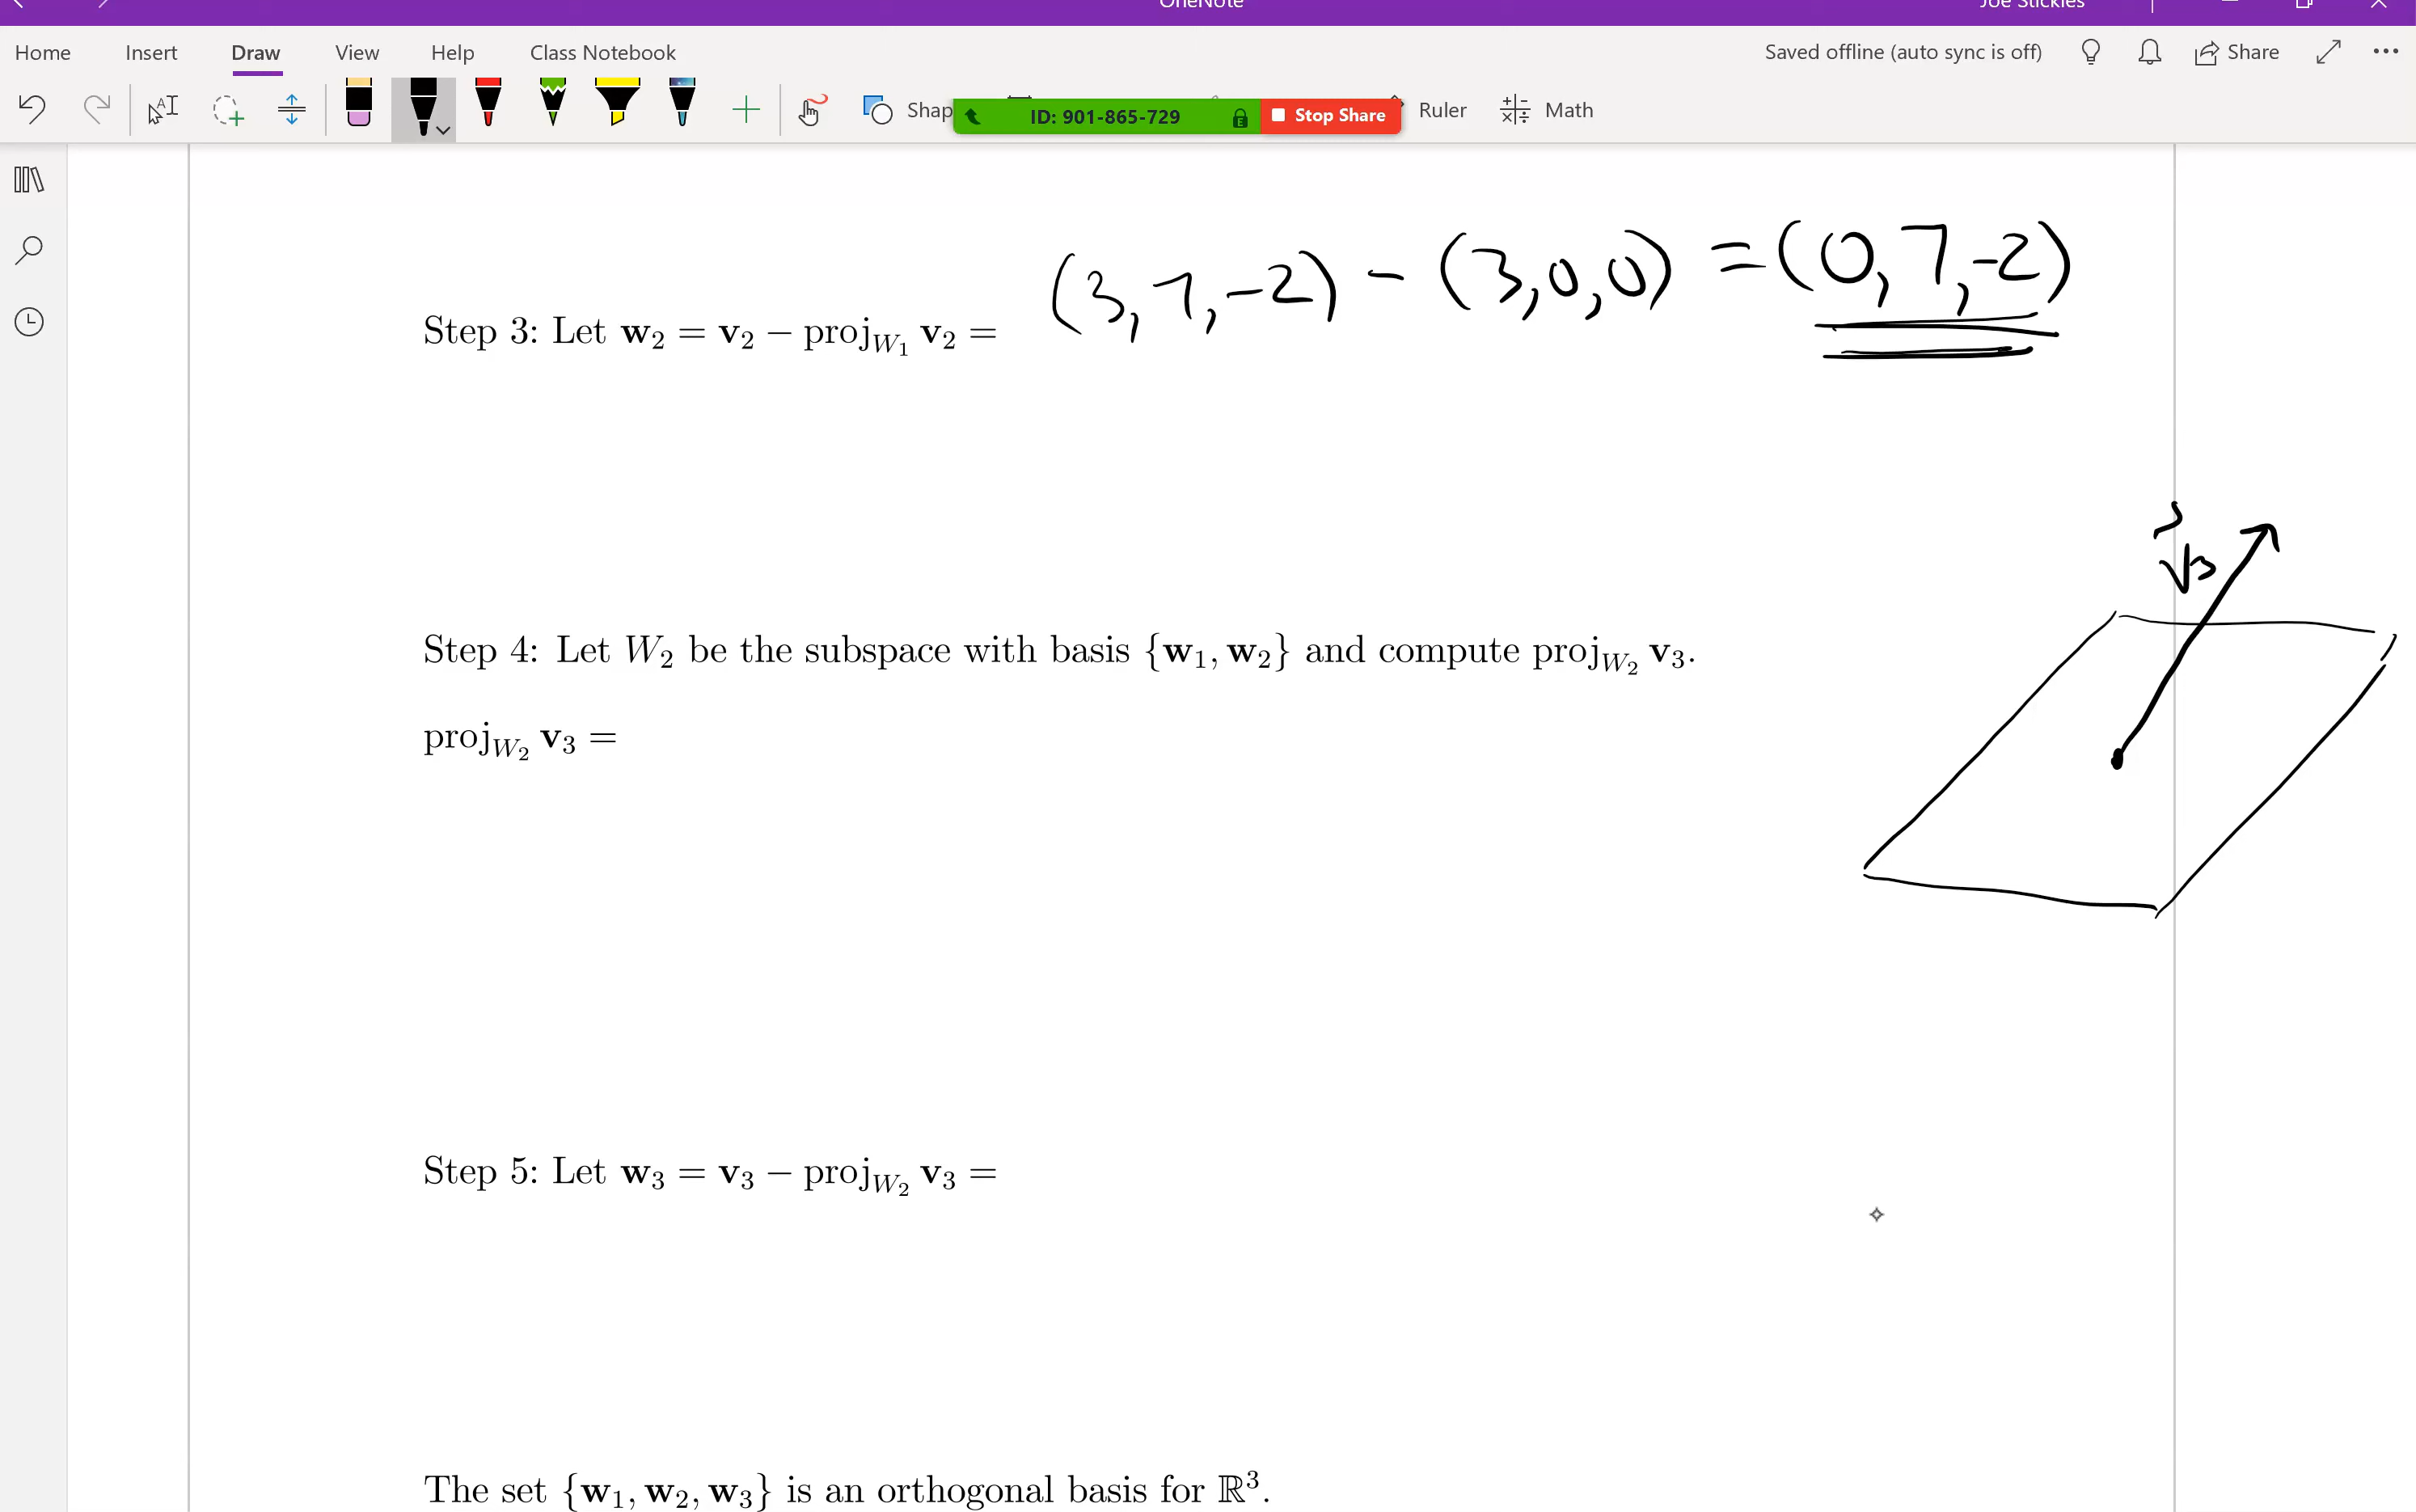 OneNote
Joe Stickles
Home Insert Draw View Help Class Notebook
Saved offline (auto sync is off) Share
Shap
ID: 901-865-729
Stop Share
Ruler Math
(3, 7, -2) - (3, 0, 0) = (0, 7, -2)
Step 3: Let w₂ = v₂ − proj_{W₁} v₂ =
v₃
Step 4: Let W₂ be the subspace with basis {w₁, w₂} and compute proj_{W₂} v₃.
proj_{W₂} v₃ =
Step 5: Let w₃ = v₃ − proj_{W₂} v₃ =
The set {w₁, w₂, w₃} is an orthogonal basis for ℝ³.